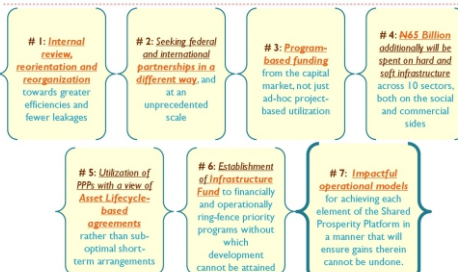 # 1: Internal
review,
reorientation and
reorganization
towards greater
efficiencies and
fewer leakages
# 2: Seeking federal
and international
partnerships in a
different way, and
at an
unprecedented
scale
# 3: Program-
based funding
from the capital
market, not just
ad-hoc project-
based utilization
# 4: ₦65 Billion
additionally will be
spent on hard and
soft infrastructure
across 10 sectors,
both on the social
and commercial
sides
#5: Utilization of
PPPs with a view of
Asset Lifecycle-
based
agreements
rather than sub-
optimal short-
term arrangements
# 6: Establishment
of Infrastructure
Fund to financially
and operationally
ring-fence priority
programs without
which
development
cannot be attained
# 7: Impactful
operational models
for achieving each
element of the Shared
Prosperity Platform in
a manner that will
ensure gains therein
cannot be undone.